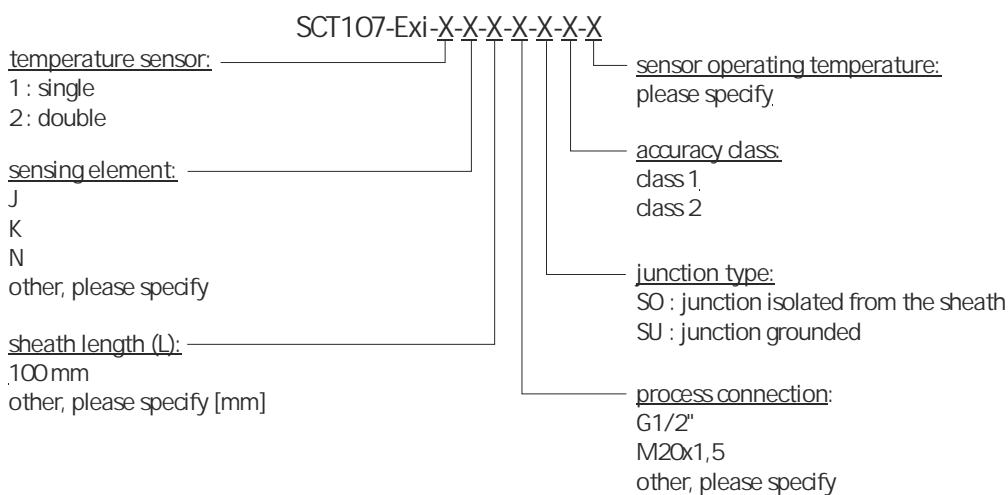 SCT107-Exi-X-X-X-X-X-X-X
temperature sensor:
1 : single
2 : double
sensing element:
J
K
N
other, please specify
sheath length (L):
100 mm
other, please specify [mm]
sensor operating temperature:
please specify
accuracy class:
class 1
class 2
junction type:
SO : junction isolated from the sheath
SU : junction grounded
process connection:
G1/2"
M20x1,5
other, please specify